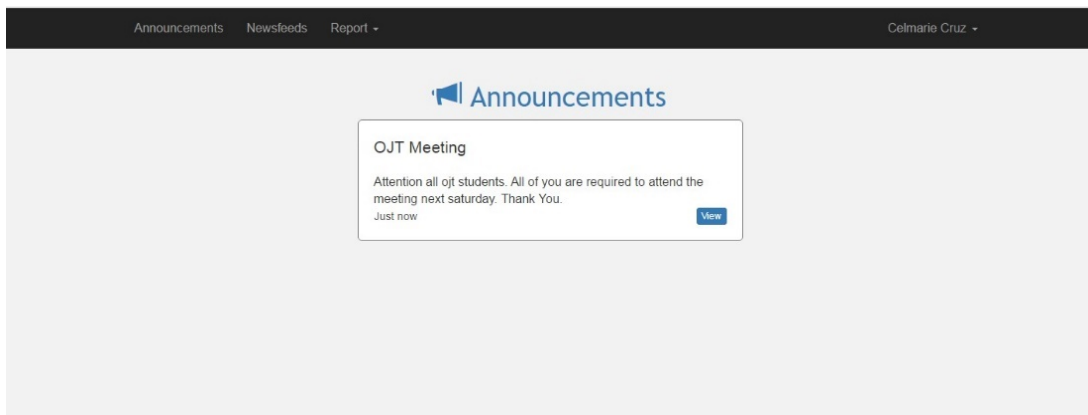 Announcements Newsfeeds Report Celmarie Cruz
Announcements
OJT Meeting
Attention all ojt students. All of you are required to attend the
meeting next saturday. Thank You.
Just now View